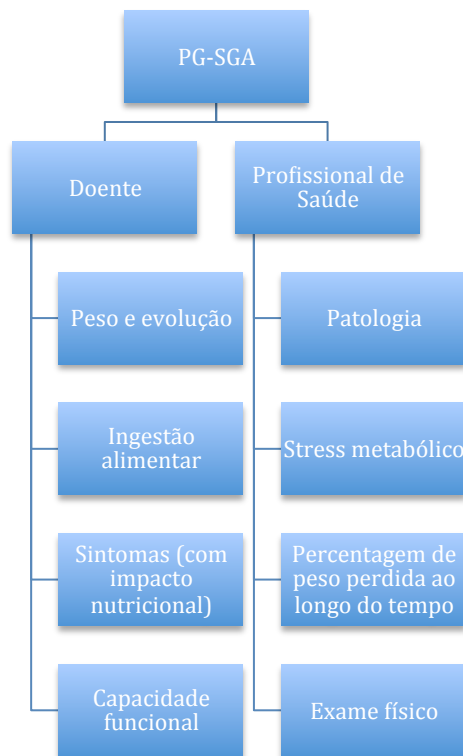 PG-SGA
Doente
Profissional de
Saúde
Peso e evolução
Patologia
Ingestão
alimentar
Stress metabólico
Sintomas (com
impacto
nutricional)
Percentagem de
peso perdida ao
longo do tempo
Capacidade
funcional
Exame físico